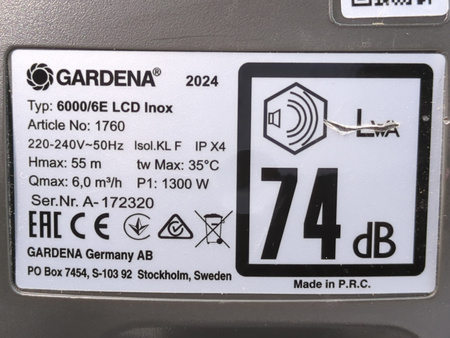 GARDENA® 2024
Typ: 6000/6E LCD Inox
Article No: 1760
220-240V~50Hz Isol.KL F IP X4
Hmax: 55 m tw Max: 35°C
Qmax: 6,0 m³/h P1: 1300 W
Ser.Nr. A-172320
EAC CE
GARDENA Germany AB
PO Box 7454, S-103 92 Stockholm, Sweden
LWA
74 dB
Made in P.R.C.